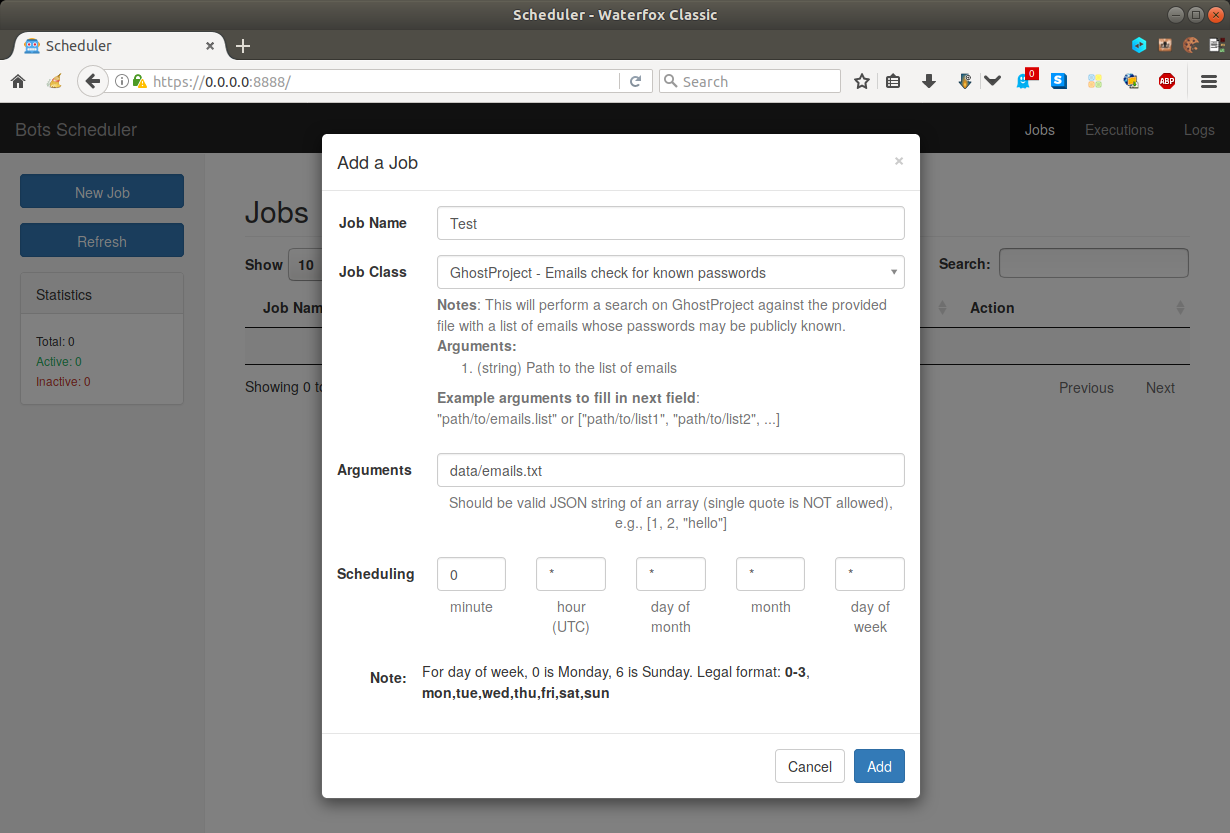 Scheduler - Waterfox Classic
Scheduler
https://0.0.0.0:8888/
Search
0
S
ABP
Bots Scheduler
Jobs
Executions
Logs
New Job
Refresh
Statistics
Total: 0
Active: 0
Inactive: 0
Jobs
Show 10
Search:
Job Nam
Action
Showing 0 to
Previous
Next
Add a Job
×
Job Name
Test
Job Class
GhostProject - Emails check for known passwords
Notes: This will perform a search on GhostProject against the provided
file with a list of emails whose passwords may be publicly known.
Arguments:
1. (string) Path to the list of emails
Example arguments to fill in next field:
"path/to/emails.list" or ["path/to/list1", "path/to/list2", ...]
Arguments
data/emails.txt
Should be valid JSON string of an array (single quote is NOT allowed),
e.g., [1, 2, "hello"]
Scheduling
0 * * * *
minute
hour
(UTC)
day of
month
month
day of
week
Note:
For day of week, 0 is Monday, 6 is Sunday. Legal format: 0-3,
mon,tue,wed,thu,fri,sat,sun
Cancel
Add